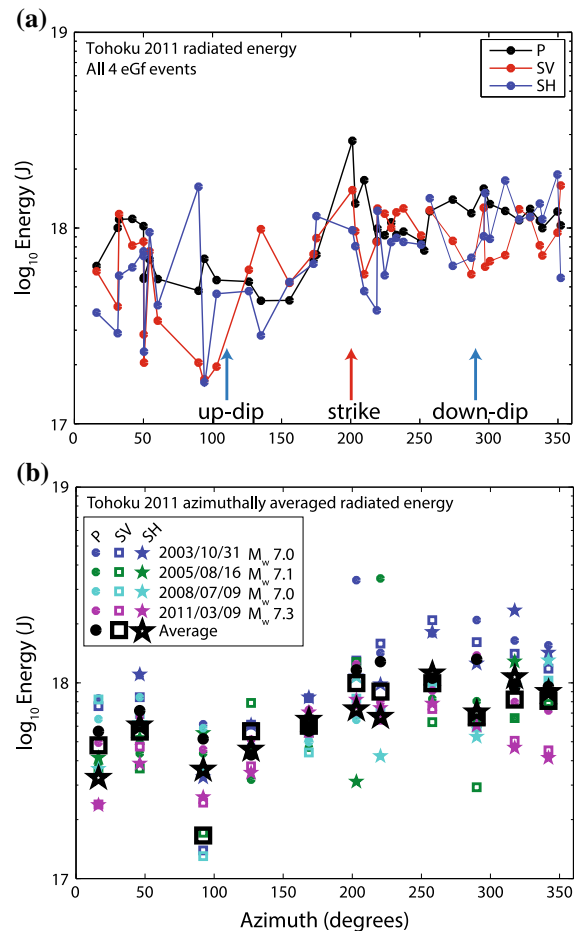 (a)
19
18
17
log10 Energy (J)
Tohoku 2011 radiated energy
All 4 eGf events
P
SV
SH
up-dip
strike
down-dip
0
50
100
150
200
250
300
350
(b)
19
18
17
log10 Energy (J)
Tohoku 2011 azimuthally averaged radiated energy
P SV SH
2003/10/31 Mw 7.0
2005/08/16 Mw 7.1
2008/07/09 Mw 7.0
2011/03/09 Mw 7.3
Average
0
50
100
150
200
250
300
350
Azimuth (degrees)